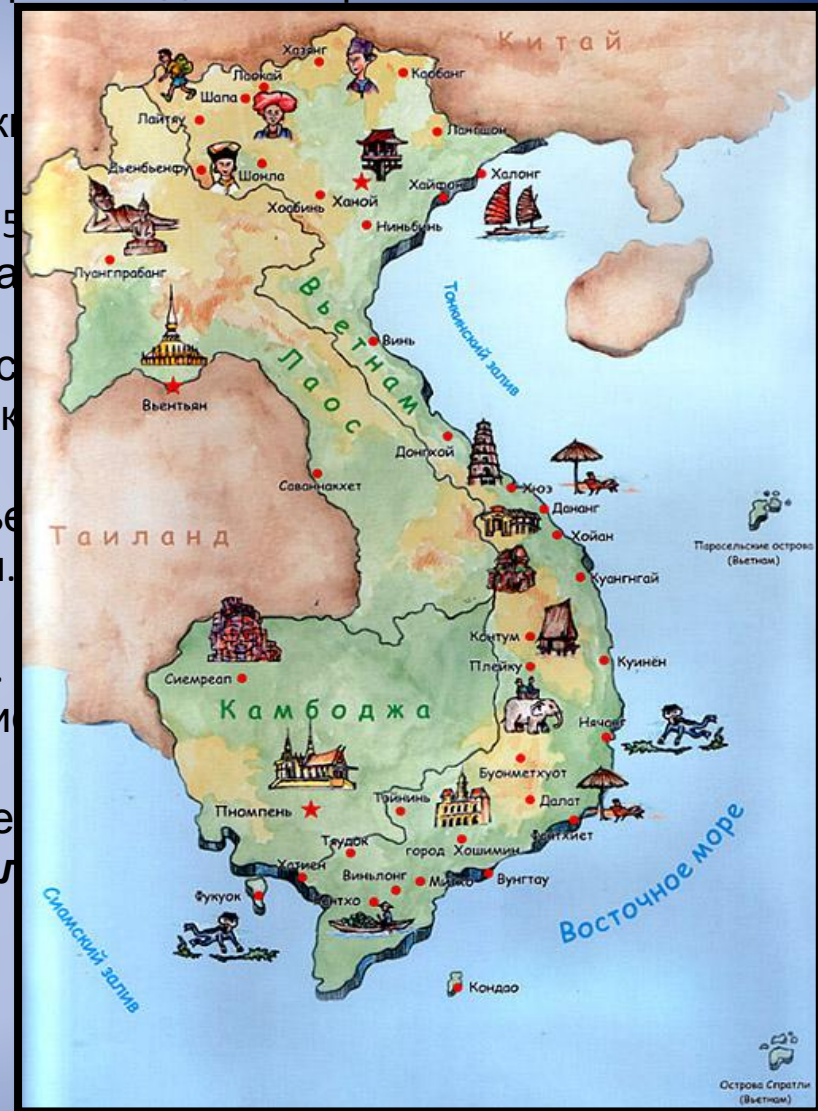 Китай
Хазянг
Каобанг
Лаокай
Шапа
Лайтяу
Лангшон
Дьенбьенфу
Шонла
Халонг
Хайфон
Ханой
Хоабинь
Ниньбинь
Луангпрабанг
Тонкинский залив
Вьетнам
Винь
Лаос
Вьентьян
Донгхой
Саваннакхет
Хюэ
Дананг
Таиланд
Хойан
Парасельские острова
(Вьетнам)
Куангнгай
Контум
Куинён
Плейку
Сиемреап
Камбоджа
Нячанг
Буонметхуот
Тэйнинь
Далат
Пномпень
Фантхиет
Тяудок
город Хошимин
Хатиен
Виньлонг
Митхо
Вунгтау
Фукуок
Восточное море
Сиамский залив
Кондао
Острова Спратли
(Вьетнам)